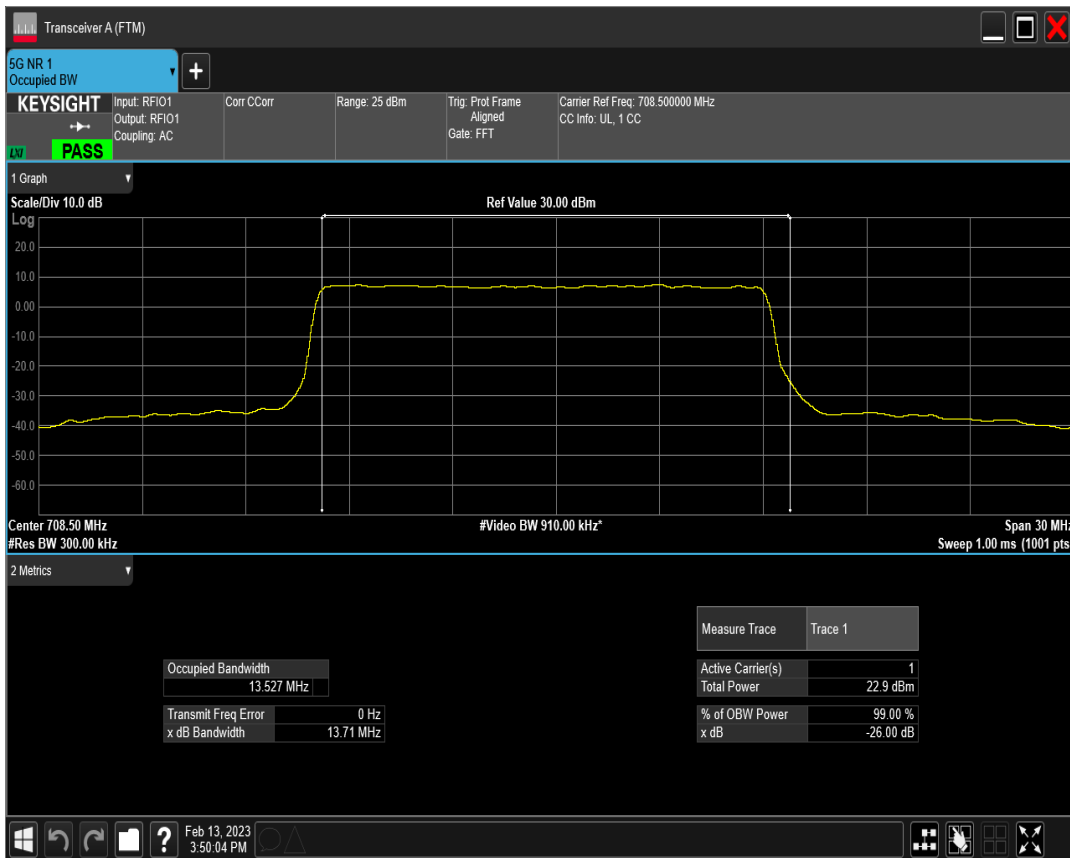 Transceiver A (FTM)
5G NR 1
Occupied BW
+
KEYSIGHT
LXI
PASS
Input: RFIO1
Output: RFIO1
Coupling: AC
Corr CCorr
Range: 25 dBm
Trig: Prot Frame
Aligned
Gate: FFT
Carrier Ref Freq: 708.500000 MHz
CC Info: UL, 1 CC
1 Graph
Scale/Div 10.0 dB
Ref Value 30.00 dBm
Log
20.0
10.0
0.00
-10.0
-20.0
-30.0
-40.0
-50.0
-60.0
Center 708.50 MHz
#Video BW 910.00 kHz*
Span 30 MHz
#Res BW 300.00 kHz
Sweep 1.00 ms (1001 pts
2 Metrics
Measure Trace Trace 1
Occupied Bandwidth
13.527 MHz
Active Carrier(s) 1
Total Power 22.9 dBm
Transmit Freq Error 0 Hz
x dB Bandwidth 13.71 MHz
% of OBW Power 99.00 %
x dB -26.00 dB
?
Feb 13, 2023
3:50:04 PM